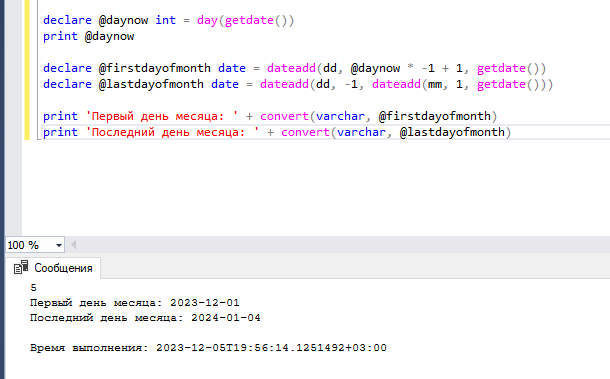 declare @daynow int = day(getdate())
print @daynow
declare @firstdayofmonth date = dateadd(dd, @daynow * -1 + 1, getdate())
declare @lastdayofmonth date = dateadd(dd, -1, dateadd(mm, 1, getdate()))
print 'Первый день месяца: ' + convert(varchar, @firstdayofmonth)
print 'Последний день месяца: ' + convert(varchar, @lastdayofmonth)
100 %
Сообщения
5
Первый день месяца: 2023-12-01
Последний день месяца: 2024-01-04
Время выполнения: 2023-12-05T19:56:14.1251492+03:00